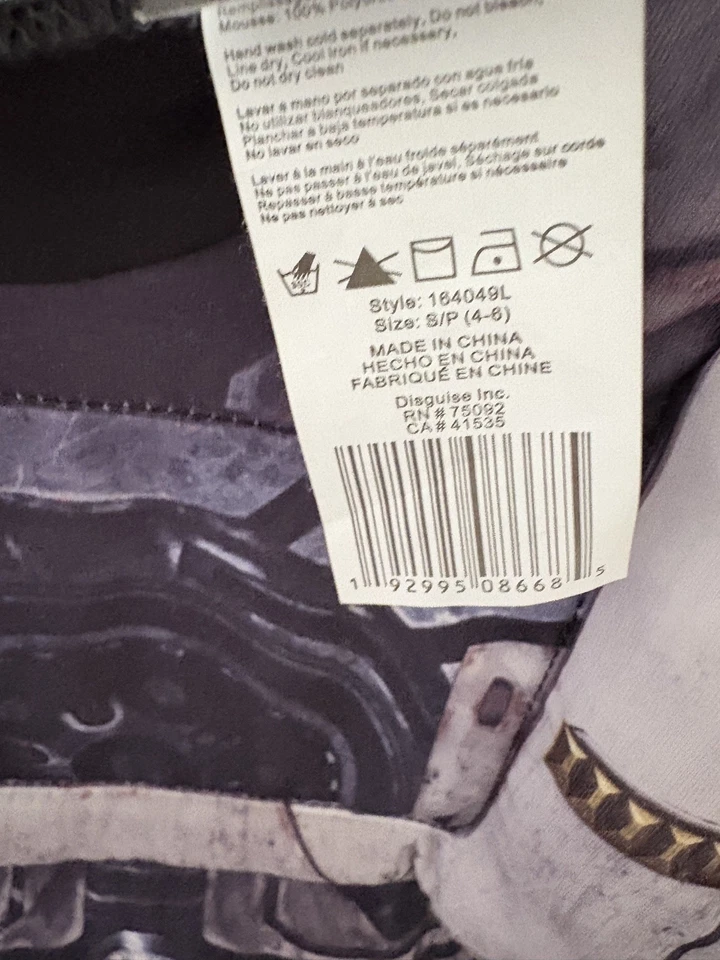 Mousse: 100%
Hand wash cold separately, Do not bleach,
Line dry, Cool iron if necessary,
Do not dry clean
Lavar a mano por separado con agua fría
No utilizar blanqueadores, Secar colgada
Planchar a baja temperatura si es necesario
No lavar en seco
Laver à la main à l'eau froide séparément
Ne pas passer à l'eau de javel, Séchage sur corde
Repasser à basse température si nécessaire
Ne pas nettoyer à sec
Style: 164049L
Size: S/P (4-6)
MADE IN CHINA
HECHO EN CHINA
FABRIQUÉ EN CHINE
Disguise Inc.
RN # 75092
CA # 41535
1 92995 08668 5